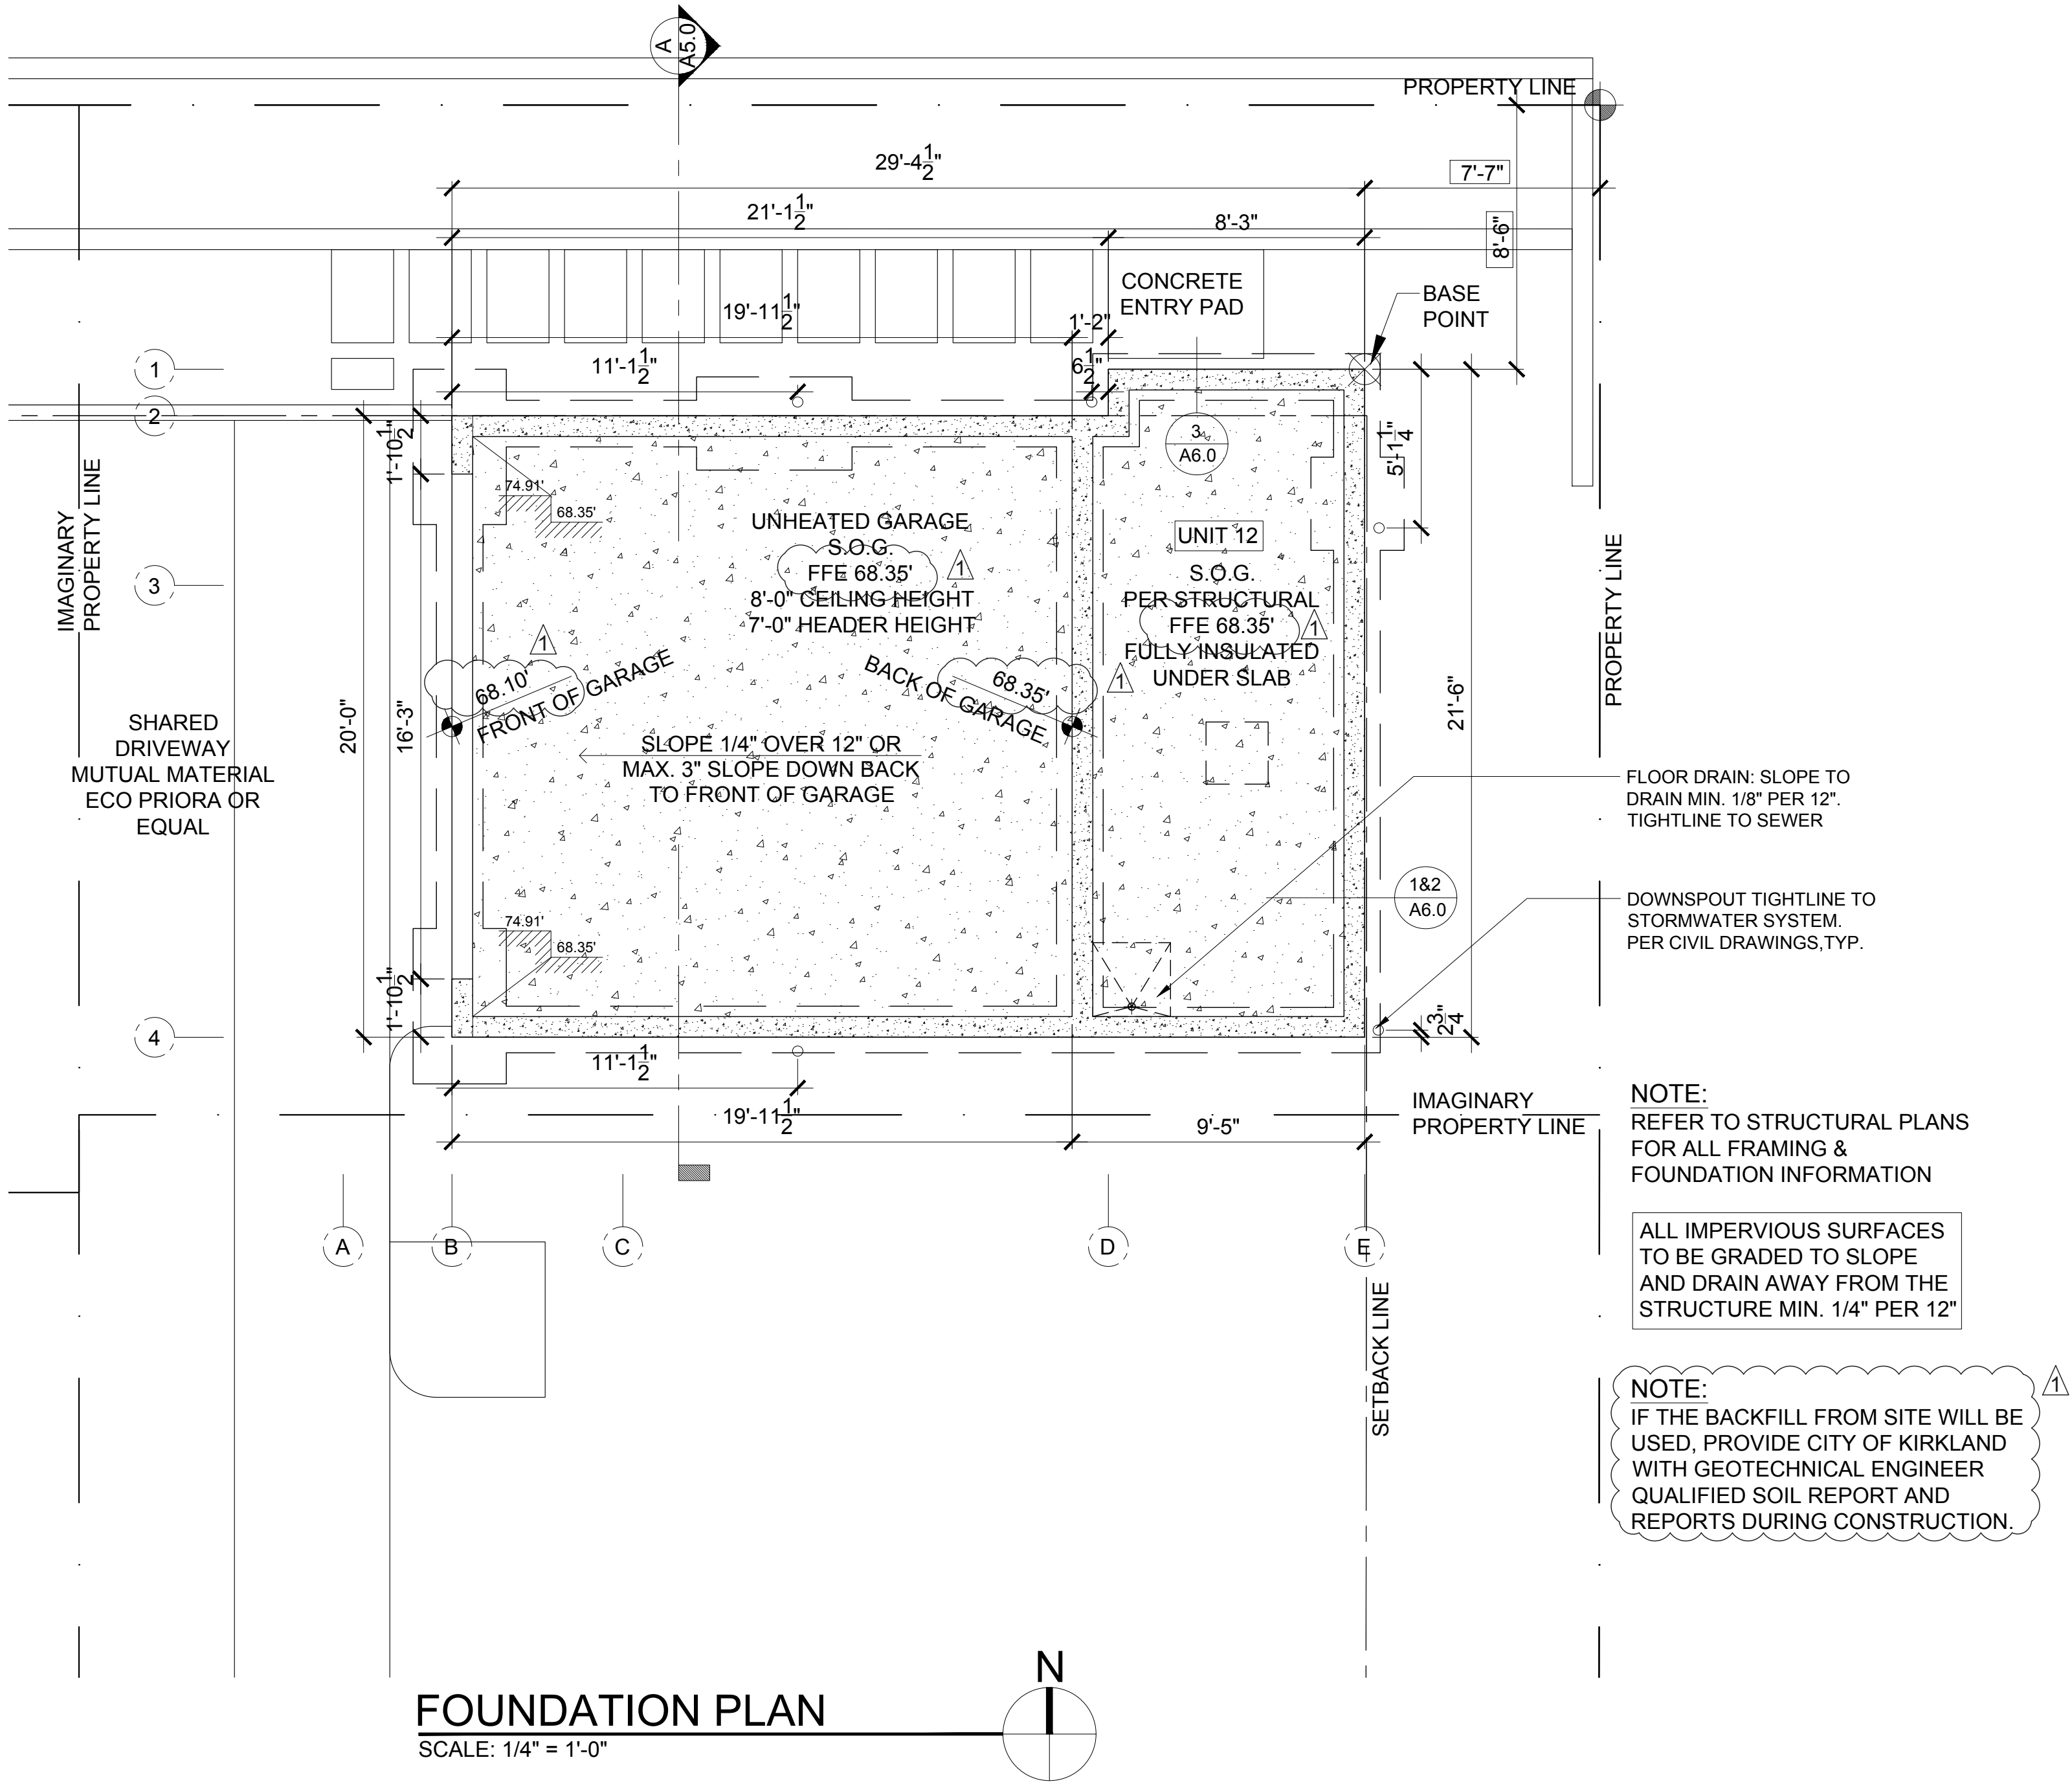 A
A5.0
PROPERTY LINE
29'-4 1/2"
7'-7"
21'-1 1/2"
8'-3"
8'-6"
CONCRETE
ENTRY PAD
BASE
POINT
19'-11 1/2"
1'-2"
11'-1 1/2"
6 1/2"
1
2
3
4
1'-10 1/2"
5'-1 1/4"
3
A6.0
IMAGINARY
PROPERTY LINE
74.91'
68.35'
UNHEATED GARAGE
S.O.G.
FFE 68.35'
8'-0" CEILING HEIGHT
7'-0" HEADER HEIGHT
1
UNIT 12
S.O.G.
PER STRUCTURAL
FFE 68.35'
FULLY INSULATED
UNDER SLAB
1
PROPERTY LINE
1
68.10'
FRONT OF GARAGE
BACK OF GARAGE
68.35'
1
20'-0"
16'-3"
21'-6"
SHARED
DRIVEWAY
MUTUAL MATERIAL
ECO PRIORA OR
EQUAL
SLOPE 1/4" OVER 12" OR
MAX. 3" SLOPE DOWN BACK
TO FRONT OF GARAGE
FLOOR DRAIN: SLOPE TO
DRAIN MIN. 1/8" PER 12".
TIGHTLINE TO SEWER
1&2
A6.0
DOWNSPOUT TIGHTLINE TO
STORMWATER SYSTEM.
PER CIVIL DRAWINGS,TYP.
74.91'
68.35'
1'-10 1/2"
2 3/4"
11'-1 1/2"
19'-11 1/2"
9'-5"
IMAGINARY
PROPERTY LINE
NOTE:
REFER TO STRUCTURAL PLANS
FOR ALL FRAMING &
FOUNDATION INFORMATION
A
B
C
D
E
ALL IMPERVIOUS SURFACES
TO BE GRADED TO SLOPE
AND DRAIN AWAY FROM THE
STRUCTURE MIN. 1/4" PER 12"
SETBACK LINE
1
NOTE:
IF THE BACKFILL FROM SITE WILL BE
USED, PROVIDE CITY OF KIRKLAND
WITH GEOTECHNICAL ENGINEER
QUALIFIED SOIL REPORT AND
REPORTS DURING CONSTRUCTION.
N
FOUNDATION PLAN
SCALE: 1/4" = 1'-0"